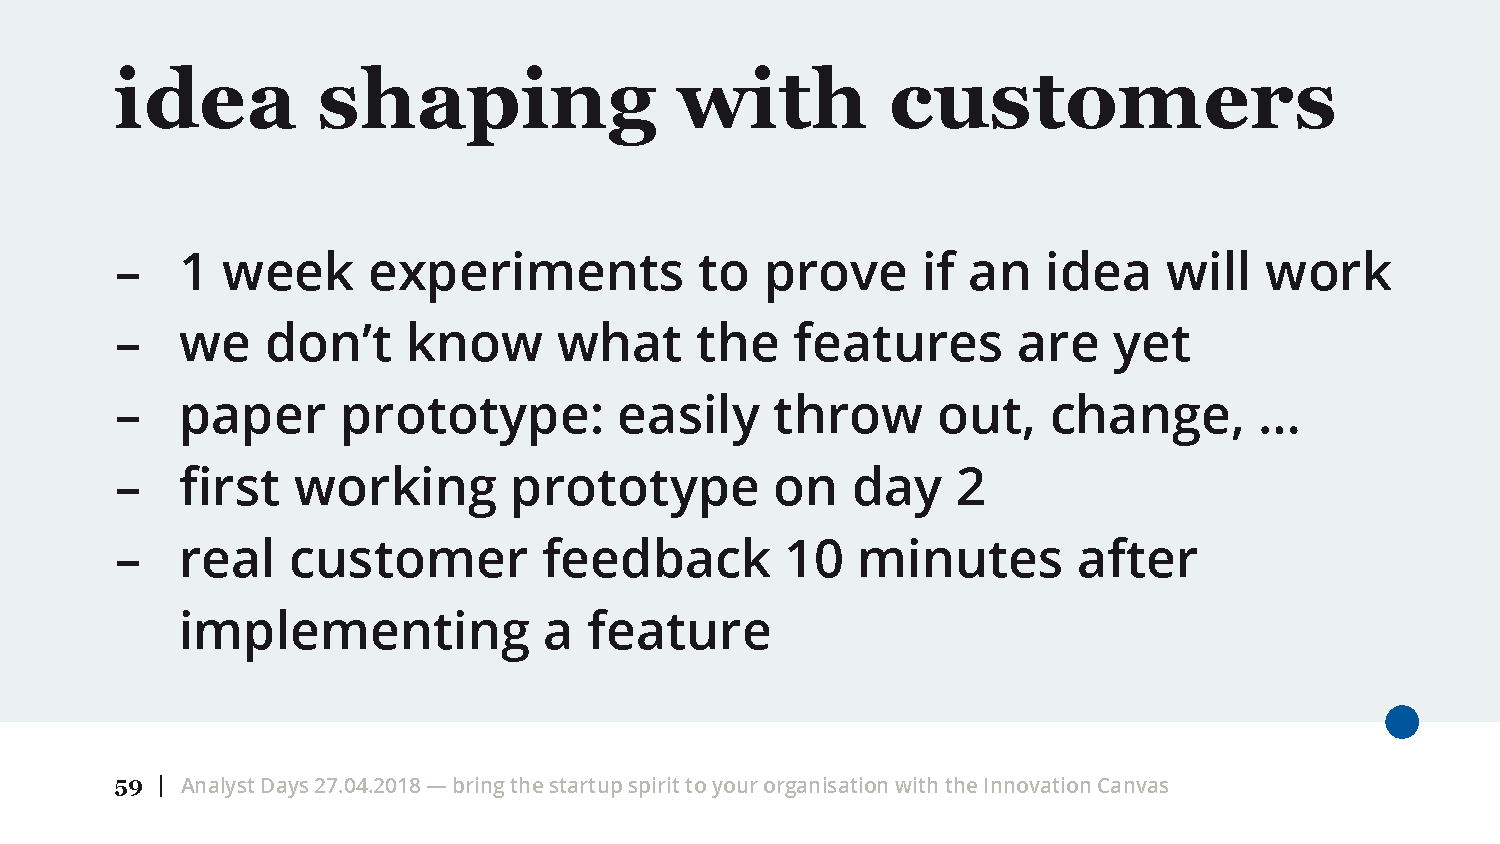 idea shaping with customers
– 1 week experiments to prove if an idea will work
– we don’t know what the features are yet
– paper prototype: easily throw out, change, ...
– first working prototype on day 2
– real customer feedback 10 minutes after
implementing a feature
59 | Analyst Days 27.04.2018 — bring the startup spirit to your organisation with the Innovation Canvas